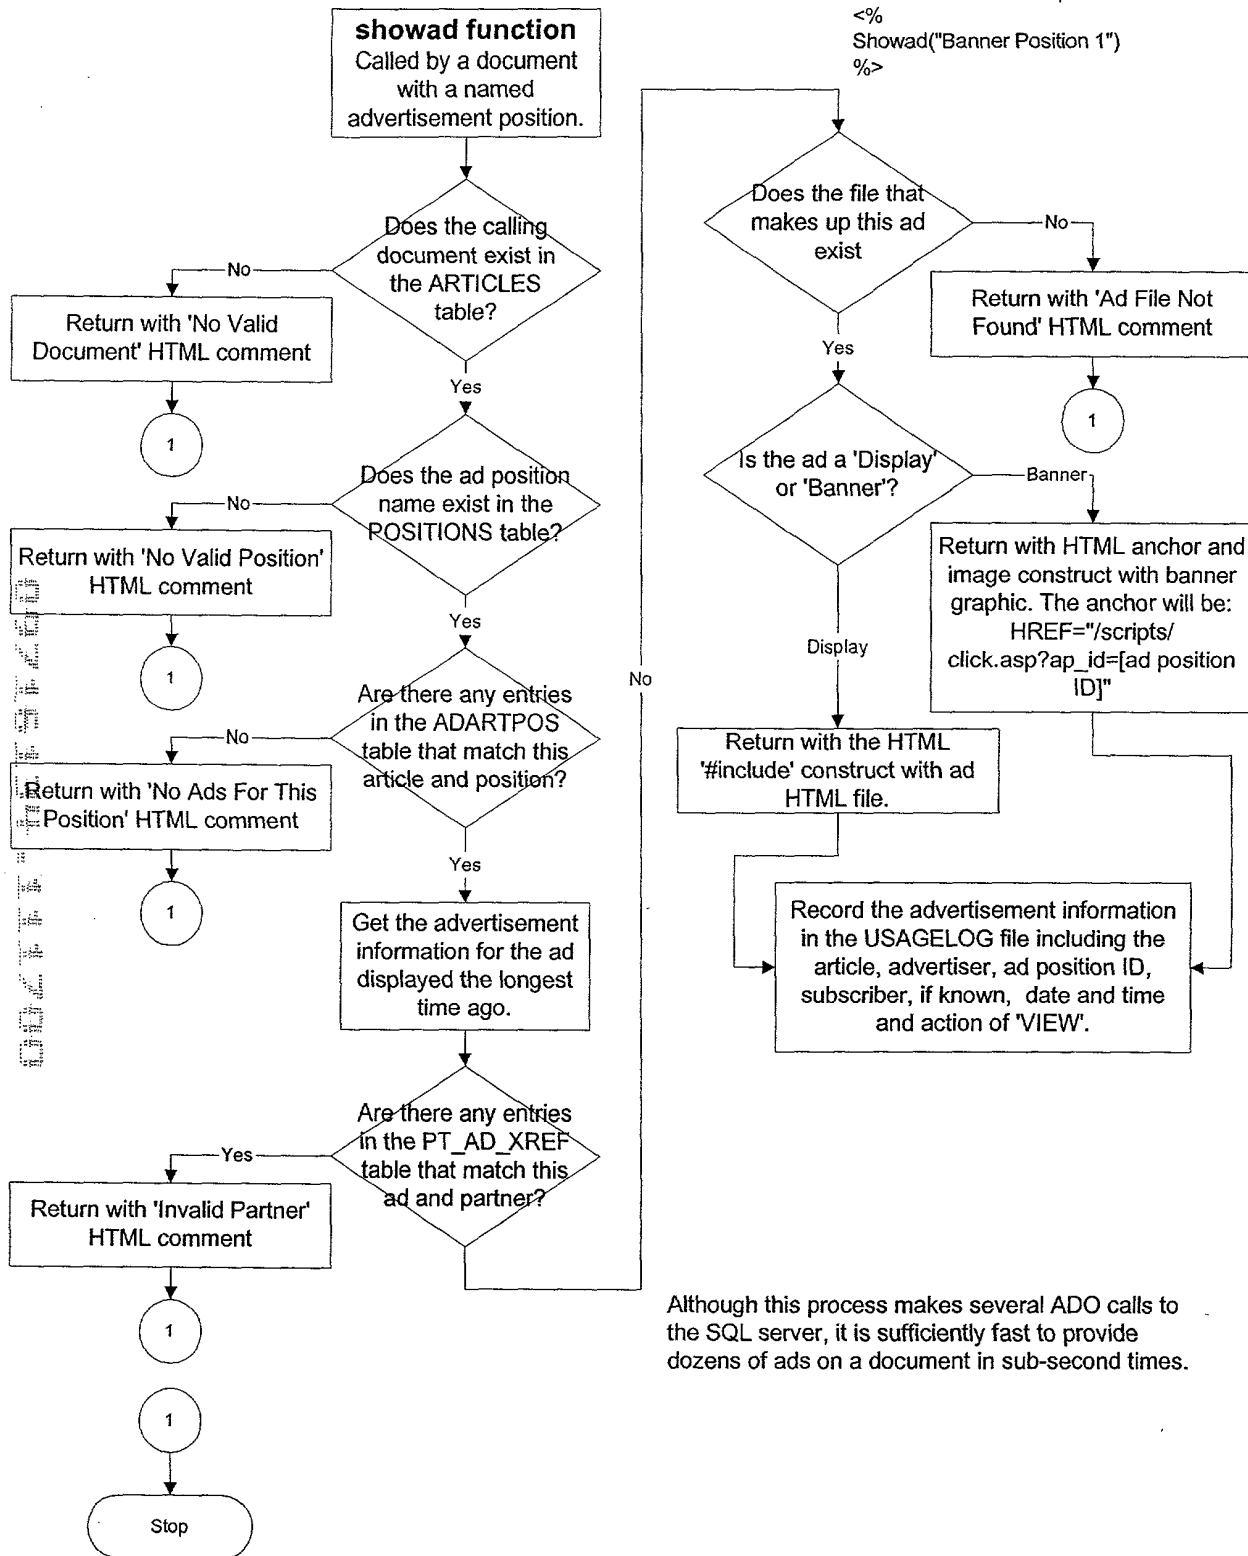 showad function
Called by a document
with a named
advertisement position.
Does the calling
document exist in
the ARTICLES
table?
No
Return with 'No Valid
Document' HTML comment
1
Yes
Does the ad position
name exist in the
POSITIONS table?
No
Return with 'No Valid Position'
HTML comment
1
Yes
Are there any entries
in the ADARTPOS
table that match this
article and position?
No
Return with 'No Ads For This
Position' HTML comment
1
Yes
Get the advertisement
information for the ad
displayed the longest
time ago.
Are there any entries
in the PT_AD_XREF
table that match this
ad and partner?
Yes
Return with 'Invalid Partner'
HTML comment
1
1
Stop
No
<%
Showad("Banner Position 1")
%>
Does the file that
makes up this ad
exist
No
Return with 'Ad File Not
Found' HTML comment
1
Yes
Is the ad a 'Display'
or 'Banner'?
Banner
Return with HTML anchor and
image construct with banner
graphic. The anchor will be:
HREF="/scripts/
click.asp?ap_id=[ad position
ID]"
Display
Return with the HTML
'#include' construct with ad
HTML file.
Record the advertisement information
in the USAGELOG file including the
article, advertiser, ad position ID,
subscriber, if known, date and time
and action of 'VIEW'.
Although this process makes several ADO calls to
the SQL server, it is sufficiently fast to provide
dozens of ads on a document in sub-second times.